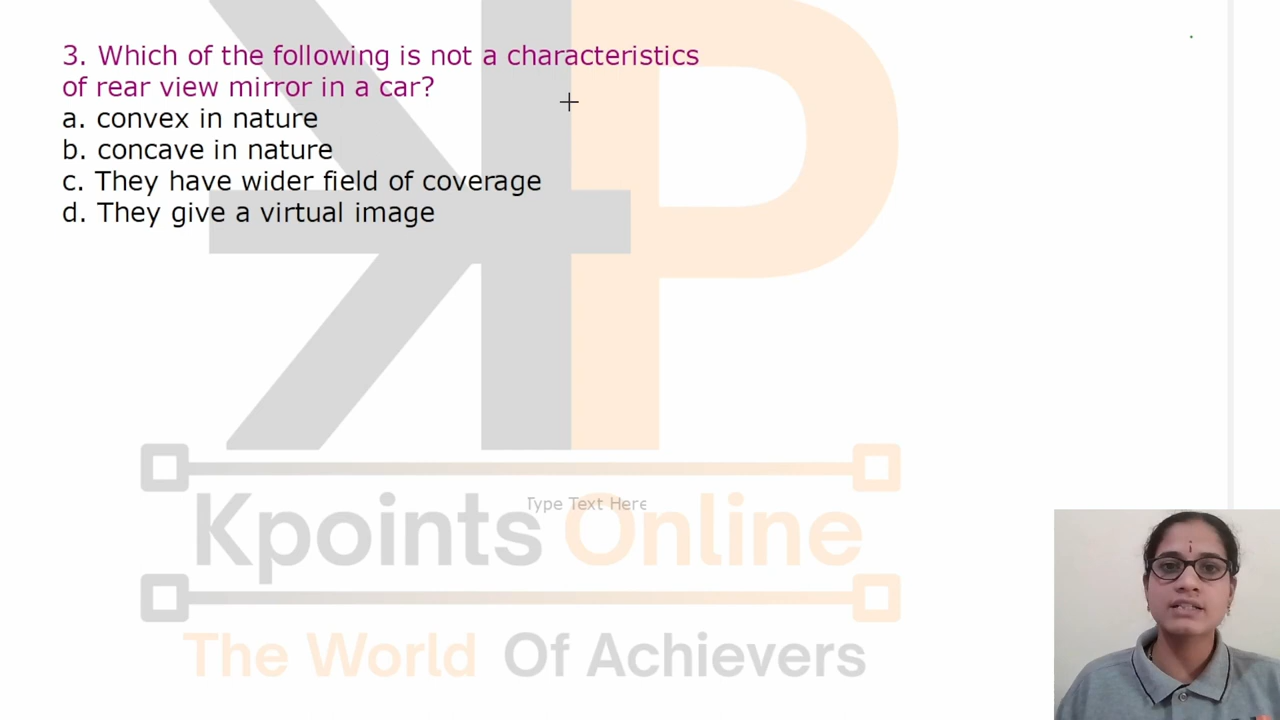 3. Which of the following is not a characteristics
of rear view mirror in a car?
a. convex in nature
b. concave in nature
c. They have wider field of coverage
d. They give a virtual image
KP
Type Text Here
Kpoints Online
The World Of Achievers